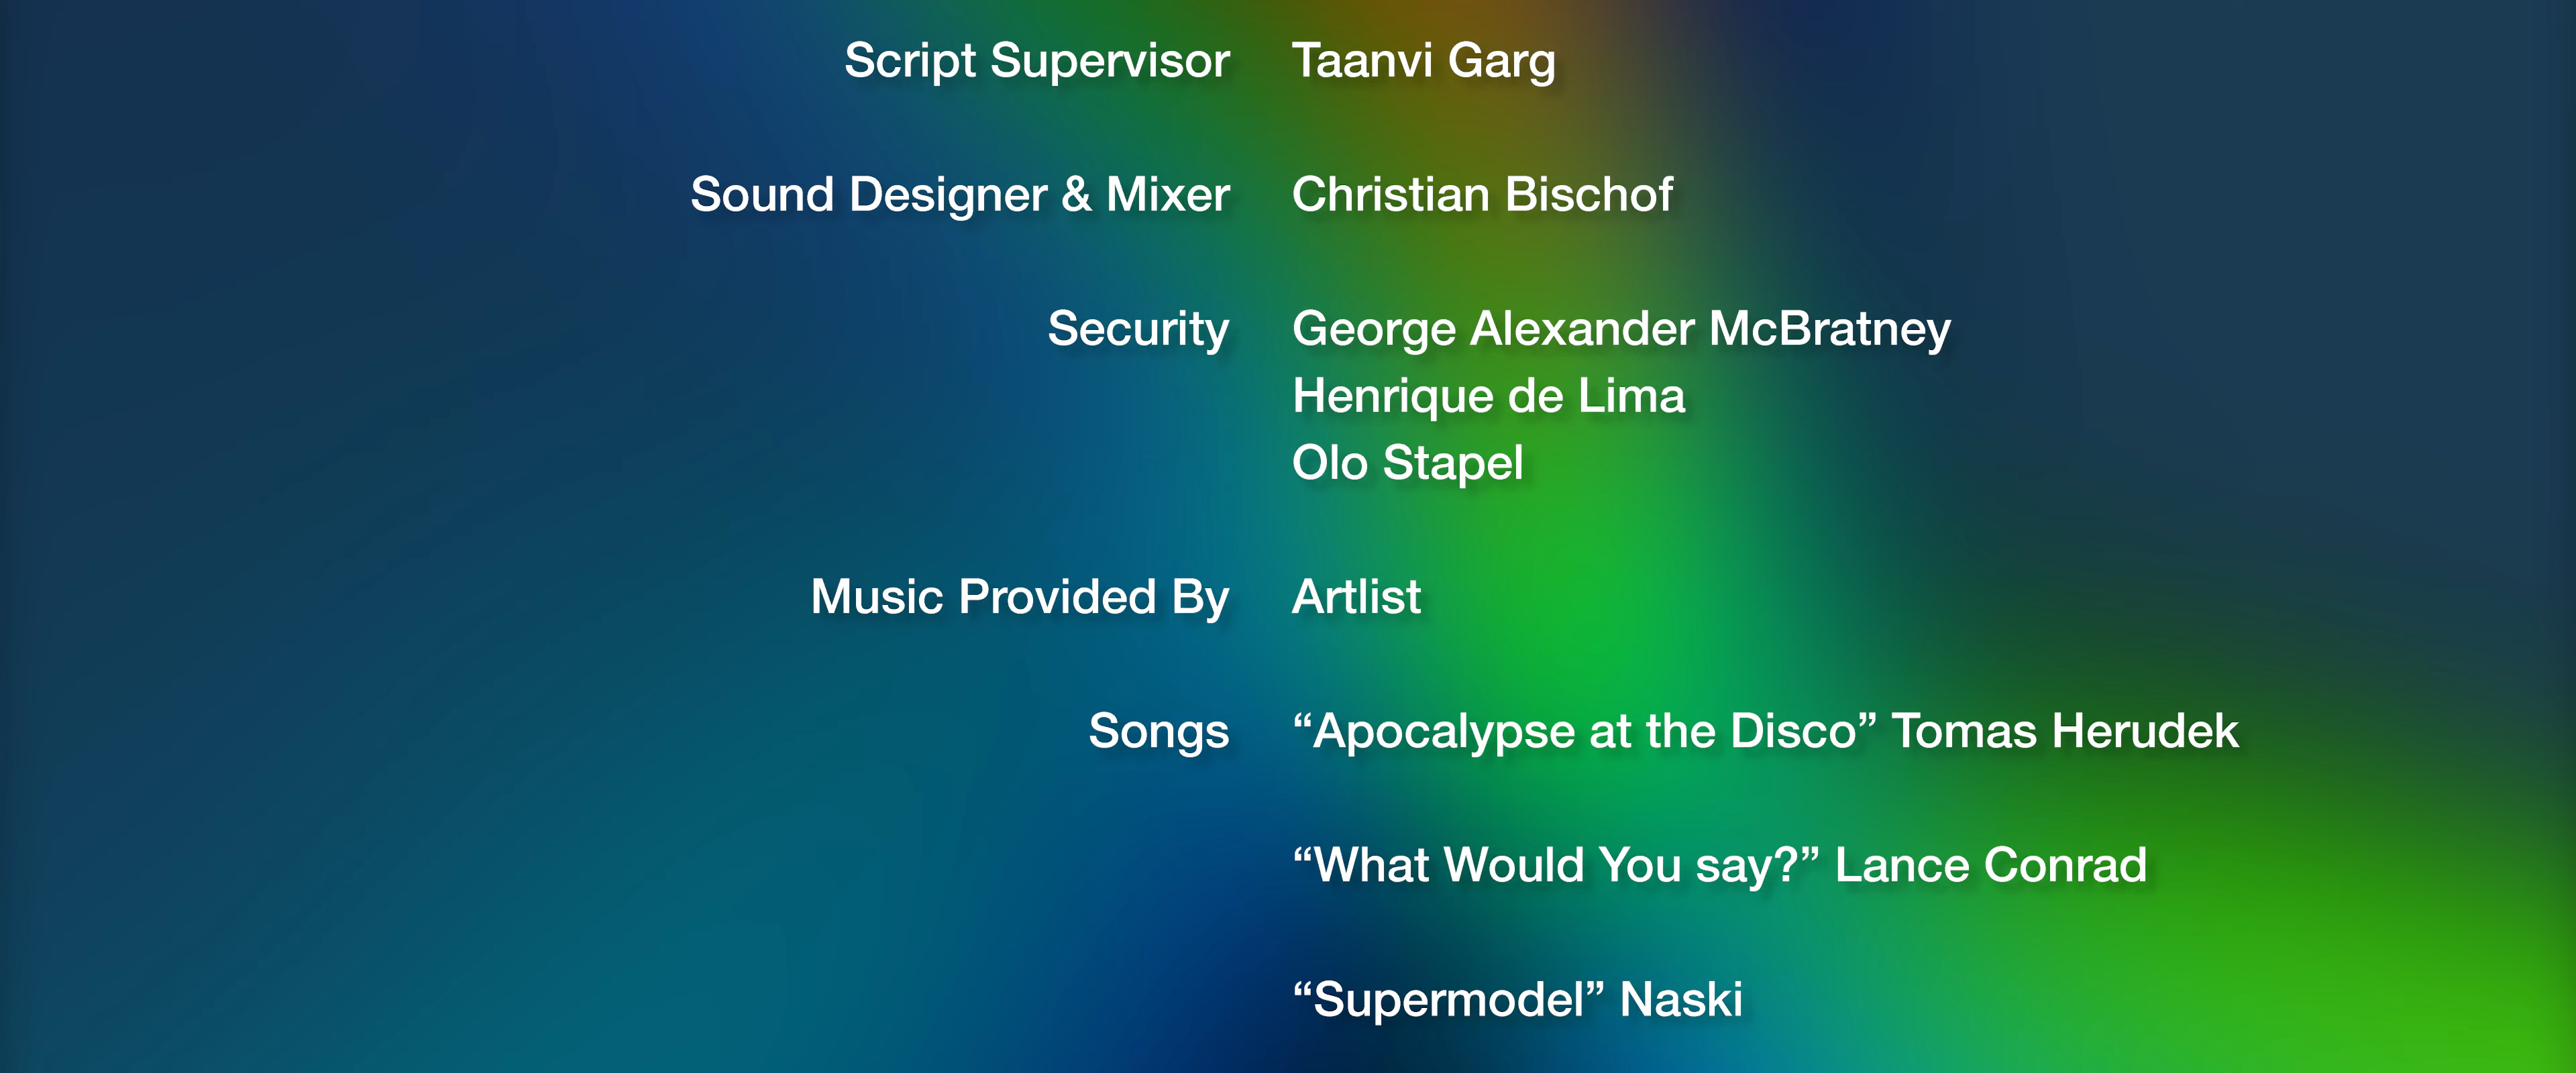 Script Supervisor Taanvi Garg
Sound Designer & Mixer Christian Bischof
Security George Alexander McBratney
Henrique de Lima
Olo Stapel
Music Provided By Artlist
Songs “Apocalypse at the Disco” Tomas Herudek
“What Would You say?” Lance Conrad
“Supermodel” Naski